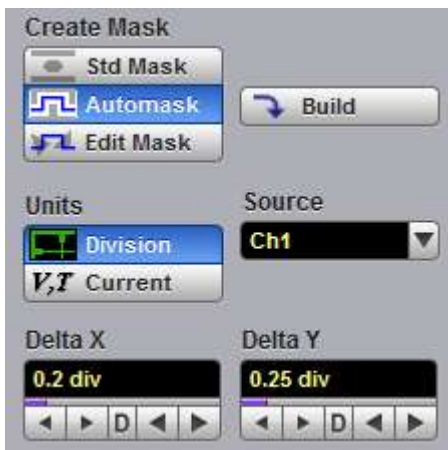 Create Mask
Std Mask
Automask
Build
Edit Mask
Units
Source
Division
Ch1
V,T Current
Delta X
Delta Y
0.2 div
0.25 div
D
D